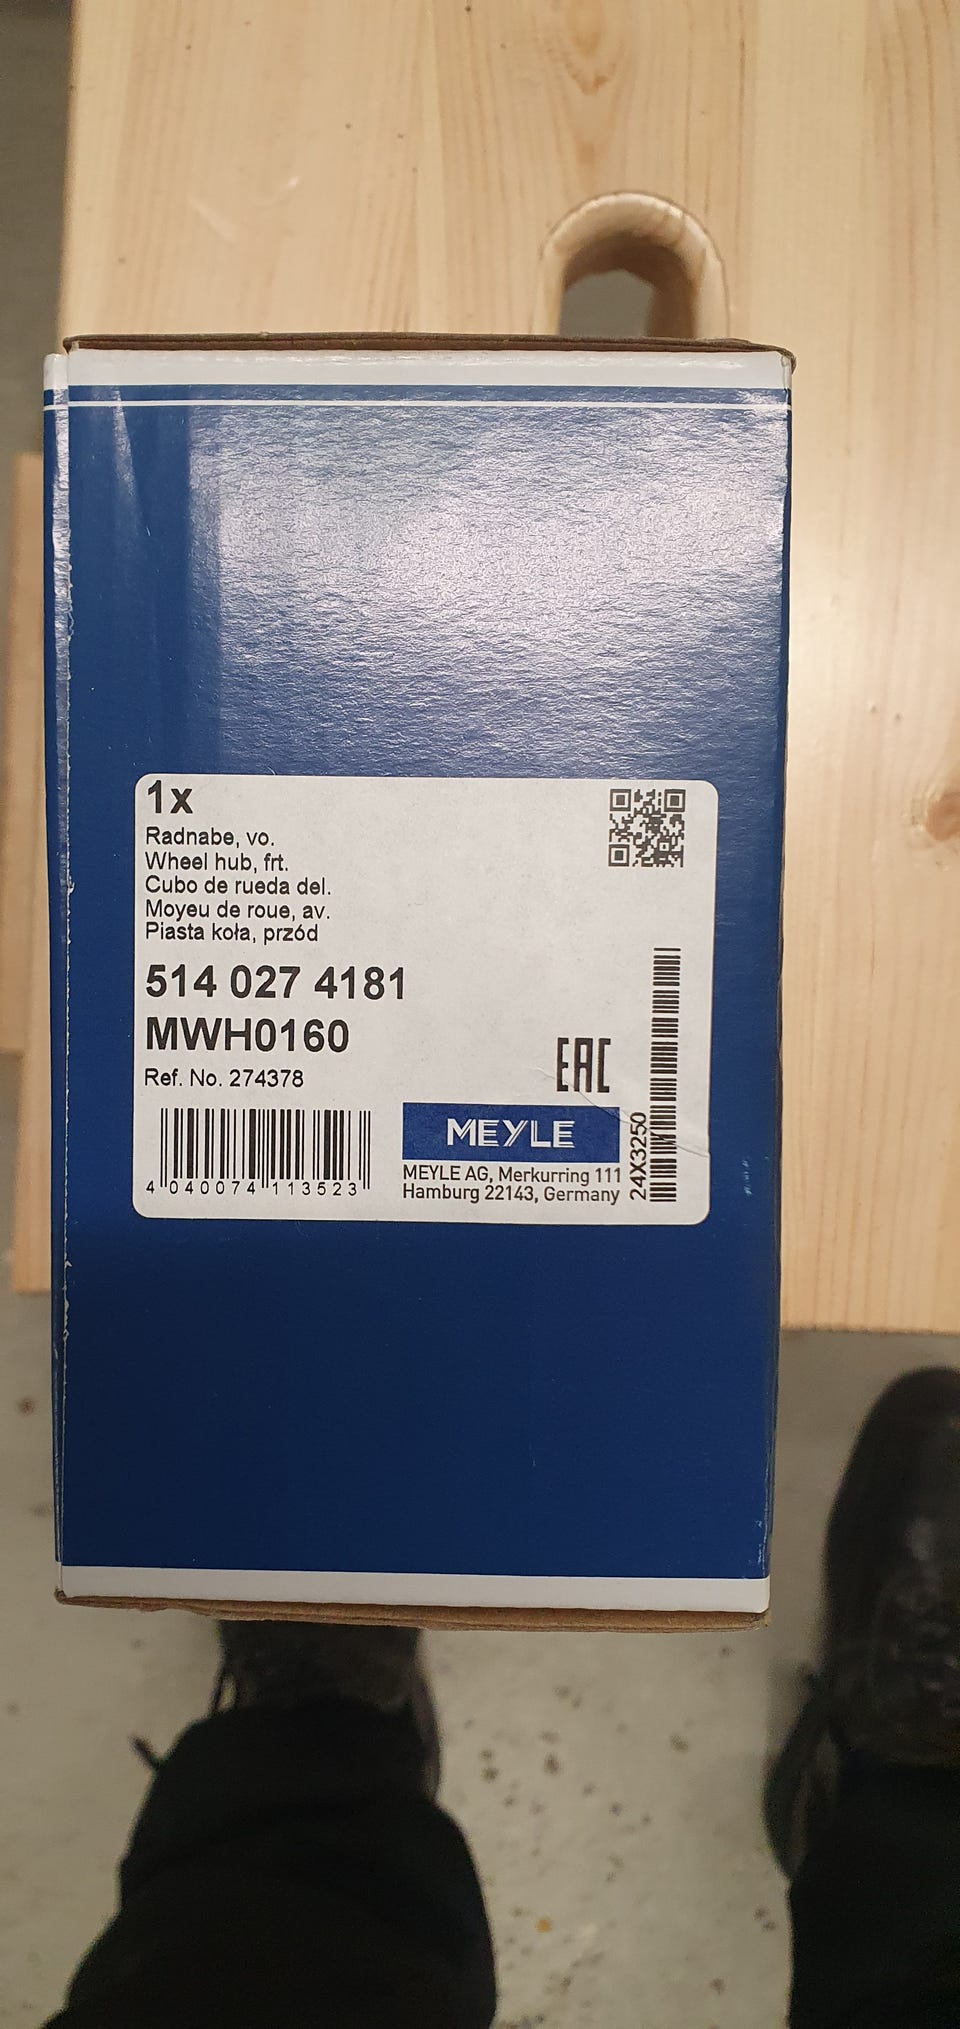 1x
Radnabe, vo.
Wheel hub, frt.
Cubo de rueda del.
Moyeu de roue, av.
Piasta koła, przód
514 027 4181
MWH0160
Ref. No. 274378
EAC
4 040074 113523
MEYLE
MEYLE AG, Merkurring 111
Hamburg 22143, Germany
24X3250